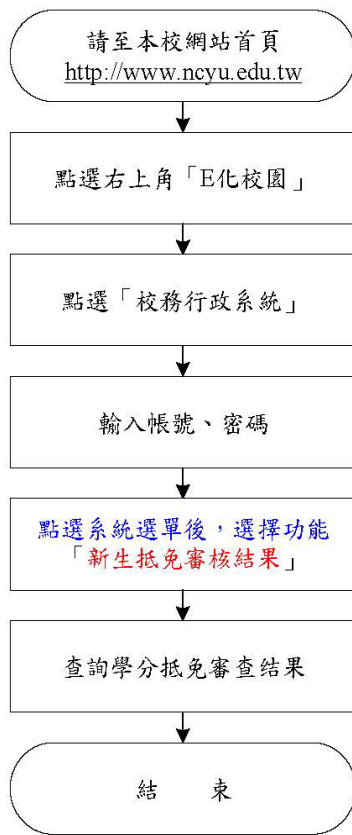 請至本校網站首頁
http://www.ncyu.edu.tw
點選右上角「E化校園」
點選「校務行政系統」
輸入帳號、密碼
點選系統選單後，選擇功能
「新生抵免審核結果」
查詢學分抵免審查結果
結　　束